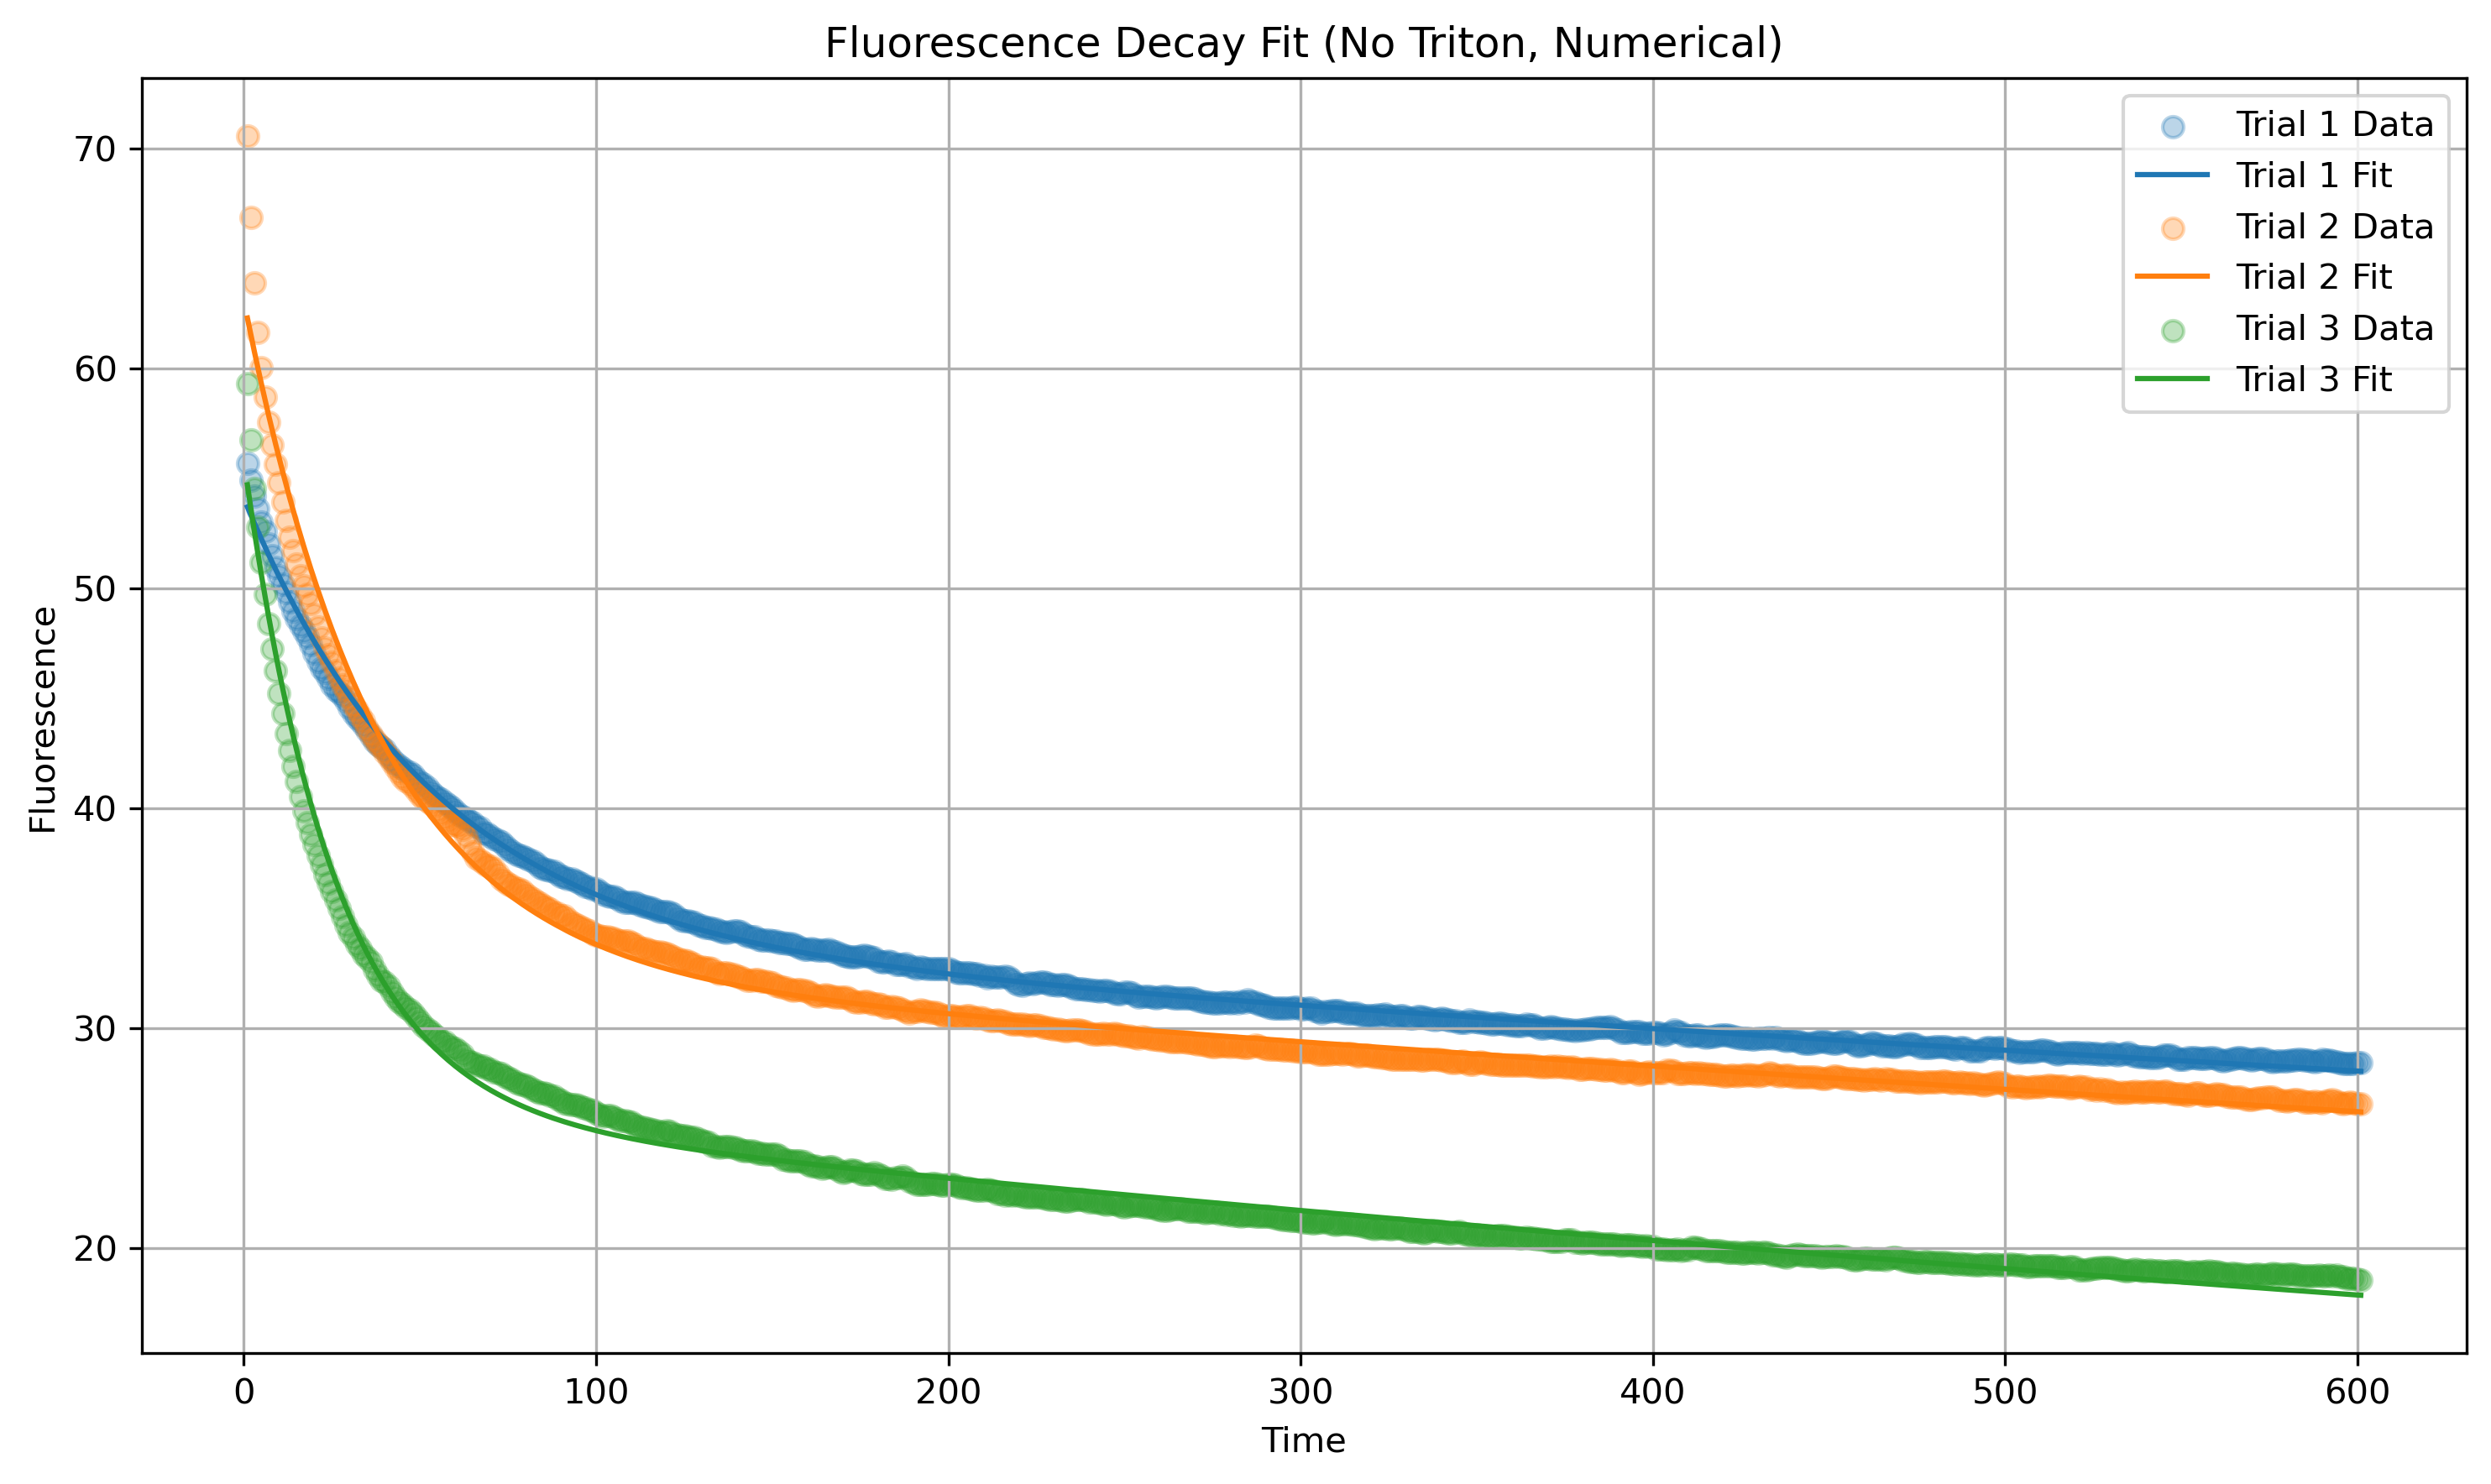 Fluorescence Decay Fit (No Triton, Numerical)
Trial 1 Data
Trial 1 Fit
Trial 2 Data
Trial 2 Fit
Trial 3 Data
Trial 3 Fit
70
60
50
40
30
20
Fluorescence
0 100 200 300 400 500 600
Time